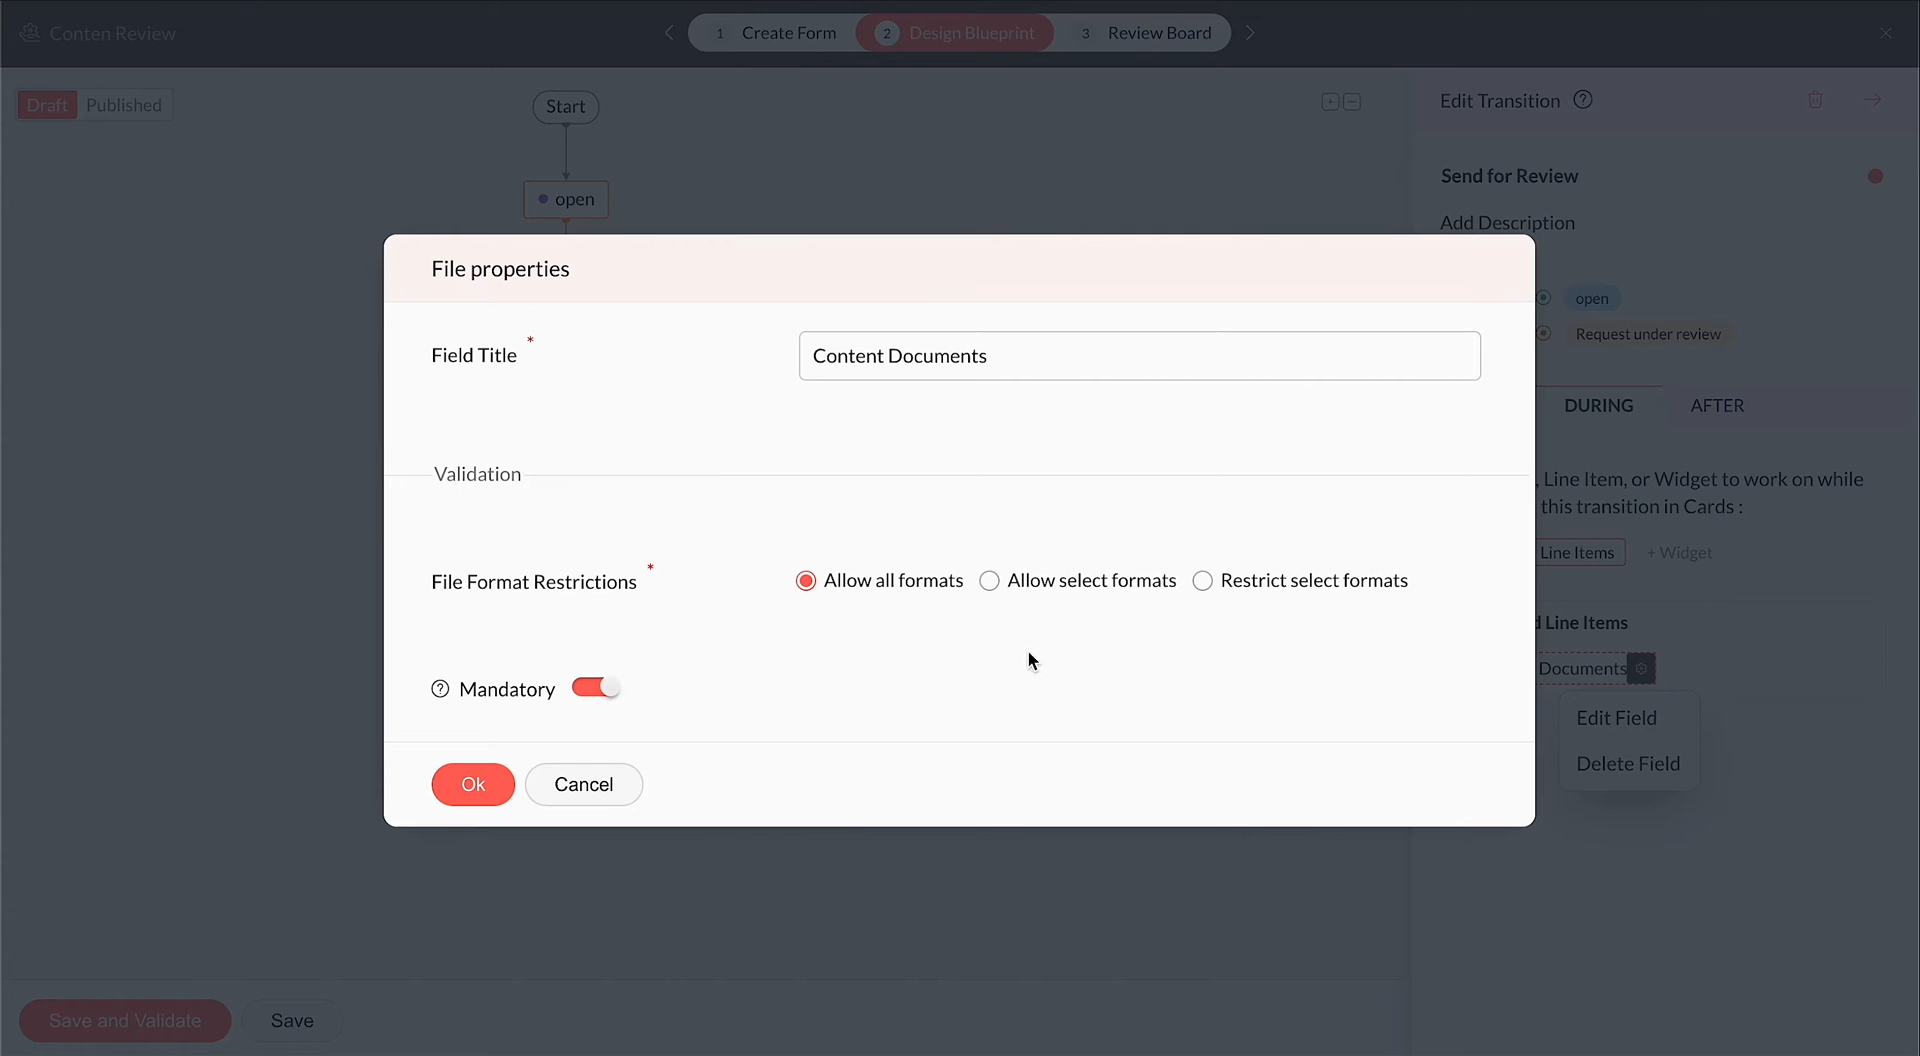 Conten Review
1 Create Form 2 Design Blueprint 3 Review Board
Draft Published
Start
open
Edit Transition ?
Send for Review
Add Description
open
Request under review
DURING AFTER
, Line Item, or Widget to work on while
this transition in Cards :
Line Items + Widget
Line Items
Documents
Edit Field
Delete Field
File properties
Field Title *
Content Documents
Validation
File Format Restrictions *
Allow all formats Allow select formats Restrict select formats
? Mandatory
Ok Cancel
Save and Validate Save